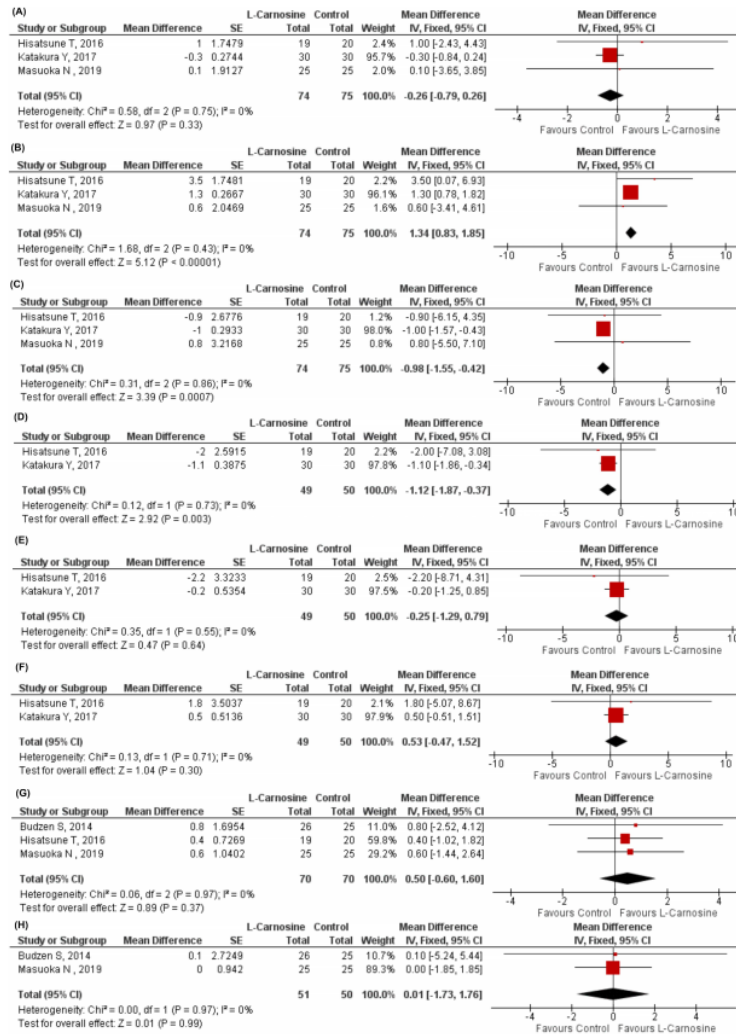 (A)
L-Carnosine Control Mean Difference Mean Difference
Study or Subgroup Mean Difference SE Total Total Weight IV, Fixed, 95% CI IV, Fixed, 95% CI
Hisatsune T, 2016 1 1.7479 19 20 2.4% 1.00 [-2.43, 4.43]
Katakura Y, 2017 -0.3 0.2744 30 30 95.7% -0.30 [-0.84, 0.24]
Masuoka N , 2019 0.1 1.9127 25 25 2.0% 0.10 [-3.65, 3.85]
Total (95% CI) 74 75 100.0% -0.26 [-0.79, 0.26]
Heterogeneity: Chi² = 0.58, df = 2 (P = 0.75); I² = 0%
Test for overall effect: Z = 0.97 (P = 0.33)
-4 -2 0 2 4
Favours Control Favours L-Carnosine
(B)
L-Carnosine Control Mean Difference Mean Difference
Study or Subgroup Mean Difference SE Total Total Weight IV, Fixed, 95% CI IV, Fixed, 95% CI
Hisatsune T, 2016 3.5 1.7481 19 20 2.2% 3.50 [0.07, 6.93]
Katakura Y, 2017 1.3 0.2667 30 30 96.1% 1.30 [0.78, 1.82]
Masuoka N , 2019 0.6 2.0469 25 25 1.6% 0.60 [-3.41, 4.61]
Total (95% CI) 74 75 100.0% 1.34 [0.83, 1.85]
Heterogeneity: Chi² = 1.68, df = 2 (P = 0.43); I² = 0%
Test for overall effect: Z = 5.12 (P < 0.00001)
-10 -5 0 5 10
Favours Control Favours L-Carnosine
(C)
L-Carnosine Control Mean Difference Mean Difference
Study or Subgroup Mean Difference SE Total Total Weight IV, Fixed, 95% CI IV, Fixed, 95% CI
Hisatsune T, 2016 -0.9 2.6776 19 20 1.2% -0.90 [-6.15, 4.35]
Katakura Y, 2017 -1 0.2933 30 30 98.0% -1.00 [-1.57, -0.43]
Masuoka N , 2019 0.8 3.2168 25 25 0.8% 0.80 [-5.50, 7.10]
Total (95% CI) 74 75 100.0% -0.98 [-1.55, -0.42]
Heterogeneity: Chi² = 0.31, df = 2 (P = 0.86); I² = 0%
Test for overall effect: Z = 3.39 (P = 0.0007)
-10 -5 0 5 10
Favours Control Favours L-Carnosine
(D)
L-Carnosine Control Mean Difference Mean Difference
Study or Subgroup Mean Difference SE Total Total Weight IV, Fixed, 95% CI IV, Fixed, 95% CI
Hisatsune T, 2016 -2 2.5915 19 20 2.2% -2.00 [-7.08, 3.08]
Katakura Y, 2017 -1.1 0.3875 30 30 97.8% -1.10 [-1.86, -0.34]
Total (95% CI) 49 50 100.0% -1.12 [-1.87, -0.37]
Heterogeneity: Chi² = 0.12, df = 1 (P = 0.73); I² = 0%
Test for overall effect: Z = 2.92 (P = 0.003)
-10 -5 0 5 10
Favours Control Favours L-Carnosine
(E)
L-Carnosine Control Mean Difference Mean Difference
Study or Subgroup Mean Difference SE Total Total Weight IV, Fixed, 95% CI IV, Fixed, 95% CI
Hisatsune T, 2016 -2.2 3.3233 19 20 2.5% -2.20 [-8.71, 4.31]
Katakura Y, 2017 -0.2 0.5354 30 30 97.5% -0.20 [-1.25, 0.85]
Total (95% CI) 49 50 100.0% -0.25 [-1.29, 0.79]
Heterogeneity: Chi² = 0.35, df = 1 (P = 0.55); I² = 0%
Test for overall effect: Z = 0.47 (P = 0.64)
-10 -5 0 5 10
Favours Control Favours L-Carnosine
(F)
L-Carnosine Control Mean Difference Mean Difference
Study or Subgroup Mean Difference SE Total Total Weight IV, Fixed, 95% CI IV, Fixed, 95% CI
Hisatsune T, 2016 1.8 3.5037 19 20 2.1% 1.80 [-5.07, 8.67]
Katakura Y, 2017 0.5 0.5136 30 30 97.9% 0.50 [-0.51, 1.51]
Total (95% CI) 49 50 100.0% 0.53 [-0.47, 1.52]
Heterogeneity: Chi² = 0.13, df = 1 (P = 0.71); I² = 0%
Test for overall effect: Z = 1.04 (P = 0.30)
-10 -5 0 5 10
Favours Control Favours L-Carnosine
(G)
L-Carnosine Control Mean Difference Mean Difference
Study or Subgroup Mean Difference SE Total Total Weight IV, Fixed, 95% CI IV, Fixed, 95% CI
Budzen S, 2014 0.8 1.6954 26 25 11.0% 0.80 [-2.52, 4.12]
Hisatsune T, 2016 0.4 0.7269 19 20 59.8% 0.40 [-1.02, 1.82]
Masuoka N , 2019 0.6 1.0402 25 25 29.2% 0.60 [-1.44, 2.64]
Total (95% CI) 70 70 100.0% 0.50 [-0.60, 1.60]
Heterogeneity: Chi² = 0.06, df = 2 (P = 0.97); I² = 0%
Test for overall effect: Z = 0.89 (P = 0.37)
-4 -2 0 2 4
Favours Control Favours L-Carnosine
(H)
L-Carnosine Control Mean Difference Mean Difference
Study or Subgroup Mean Difference SE Total Total Weight IV, Fixed, 95% CI IV, Fixed, 95% CI
Budzen S, 2014 0.1 2.7249 26 25 10.7% 0.10 [-5.24, 5.44]
Masuoka N , 2019 0 0.942 25 25 89.3% 0.00 [-1.85, 1.85]
Total (95% CI) 51 50 100.0% 0.01 [-1.73, 1.76]
Heterogeneity: Chi² = 0.00, df = 1 (P = 0.97); I² = 0%
Test for overall effect: Z = 0.01 (P = 0.99)
-4 -2 0 2 4
Favours Control Favours L-Carnosine